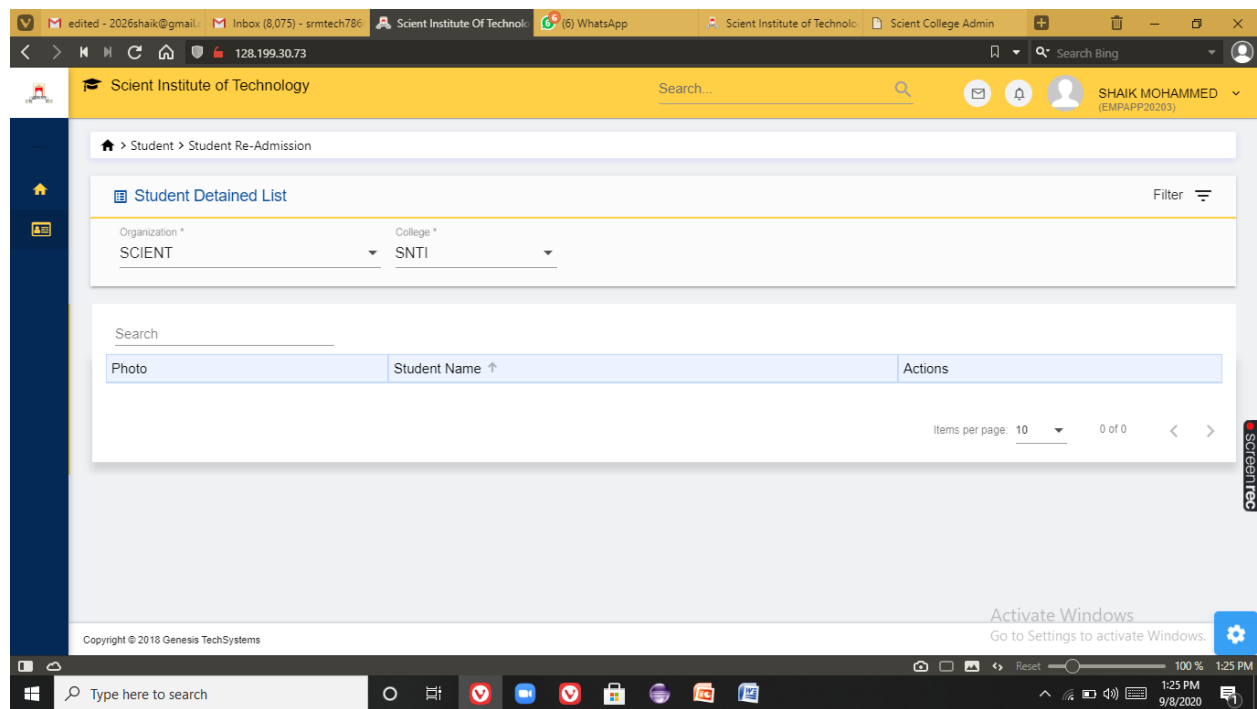 edited - 2026shaik@gmail.
Inbox (8,075) - srmtech786
Scient Institute Of Technolo
(6) WhatsApp
Scient Institute of Technolo
Scient College Admin
128.199.30.73
Search Bing
Scient Institute of Technology
Search...
SHAIK MOHAMMED
(EMPAPP20203)
> Student > Student Re-Admission
Student Detained List
Filter
Organization *
College *
SCIENT
SNTI
Search
Photo
Student Name
Actions
Items per page: 10
0 of 0
screenrec
Activate Windows
Go to Settings to activate Windows.
Copyright © 2018 Genesis TechSystems
Reset
100 %
1:25 PM
Type here to search
1:25 PM
9/8/2020